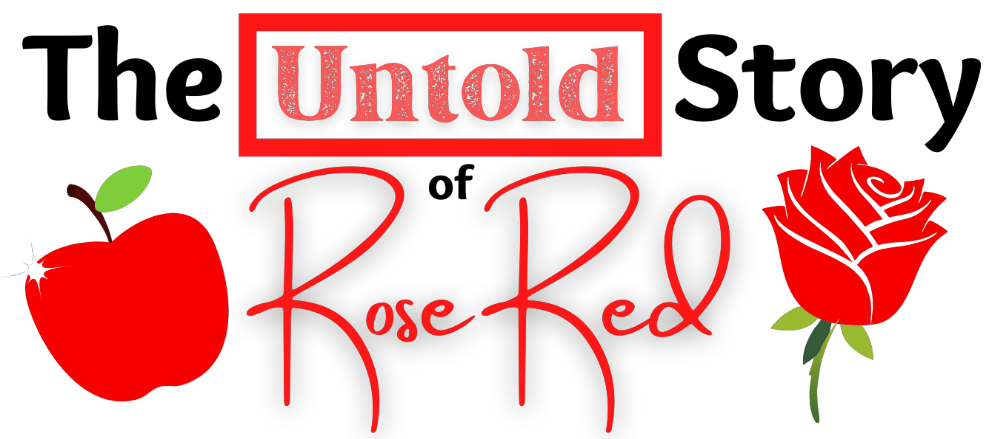 The Untold Story
of
Rose Red